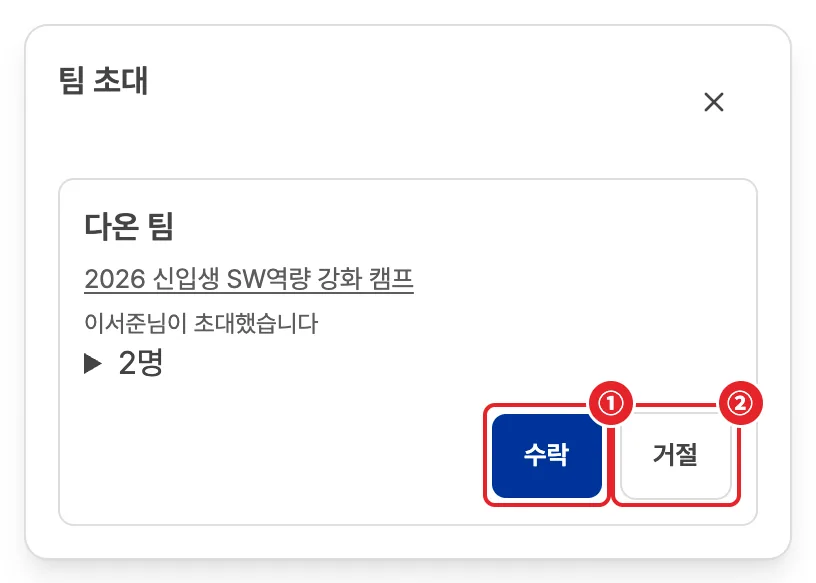 팀 초대
다온 팀
2026 신입생 SW역량 강화 캠프
이서준님이 초대했습니다
▶ 2명
① ②
수락 거절